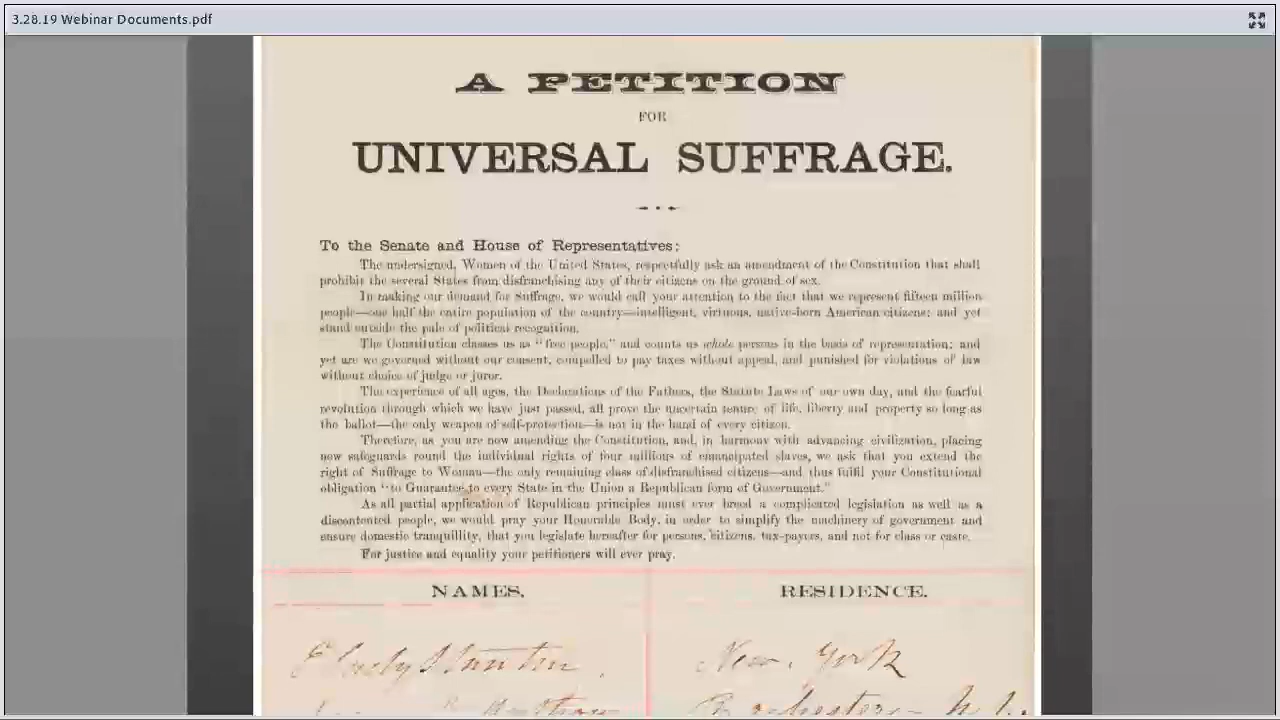 3.28.19 Webinar Documents.pdf
A PETITION
FOR
UNIVERSAL SUFFRAGE.
To the Senate and House of Representatives:
The undersigned, Women of the United States, respectfully ask an amendment of the Constitution that shall
prohibit the several States from disfranchising any of their citizens on the ground of sex.
In making our demand for Suffrage, we would call your attention to the fact that we represent fifteen million
people—one half the entire population of the country—intelligent, virtuous, native-born American citizens; and yet
stand outside the pale of political recognition.
The Constitution classes us as "free people," and counts us whole persons in the basis of representation; and
yet are we governed without our consent, compelled to pay taxes without appeal, and punished for violations of law
without choice of judge or juror.
The experience of all ages, the Declarations of the Fathers, the Statute Laws of our own day, and the fearful
revolution through which we have just passed, all prove the uncertain tenure of life, liberty and property so long as
the ballot—the only weapon of self-protection—is not in the hand of every citizen.
Therefore, as you are now amending the Constitution, and, in harmony with advancing civilization, placing
new safeguards round the individual rights of four millions of emancipated slaves, we ask that you extend the
right of Suffrage to Woman—the only remaining class of disfranchised citizens—and thus fulfil your Constitutional
obligation "to Guarantee to every State in the Union a Republican form of Government."
As all partial application of Republican principles must ever breed a complicated legislation as well as a
discontented people, we would pray your Honorable Body, in order to simplify the machinery of government and
ensure domestic tranquillity, that you legislate hereafter for persons, citizens, tax-payers, and not for class or caste.
For justice and equality your petitioners will ever pray.
NAMES. RESIDENCE.
Stanton New York
Anthony Rochester N.Y.